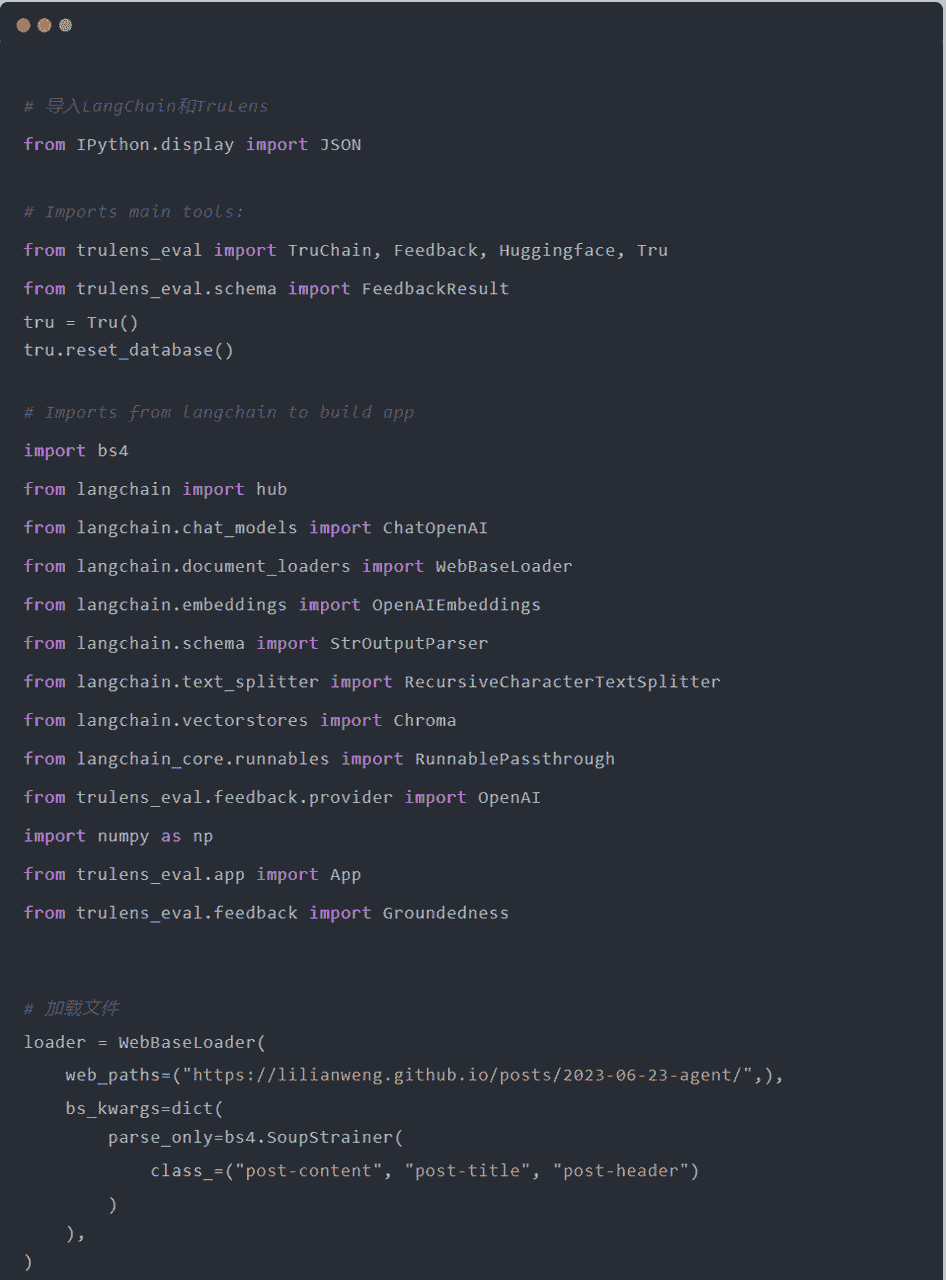 # 导入LangChain和TruLens
from IPython.display import JSON
# Imports main tools:
from trulens_eval import TruChain, Feedback, Huggingface, Tru
from trulens_eval.schema import FeedbackResult
tru = Tru()
tru.reset_database()
# Imports from langchain to build app
import bs4
from langchain import hub
from langchain.chat_models import ChatOpenAI
from langchain.document_loaders import WebBaseLoader
from langchain.embeddings import OpenAIEmbeddings
from langchain.schema import StrOutputParser
from langchain.text_splitter import RecursiveCharacterTextSplitter
from langchain.vectorstores import Chroma
from langchain_core.runnables import RunnablePassthrough
from trulens_eval.feedback.provider import OpenAI
import numpy as np
from trulens_eval.app import App
from trulens_eval.feedback import Groundedness
# 加载文件
loader = WebBaseLoader(
    web_paths=("https://lilianweng.github.io/posts/2023-06-23-agent/",),
    bs_kwargs=dict(
        parse_only=bs4.SoupStrainer(
            class_=("post-content", "post-title", "post-header")
        )
    ),
)